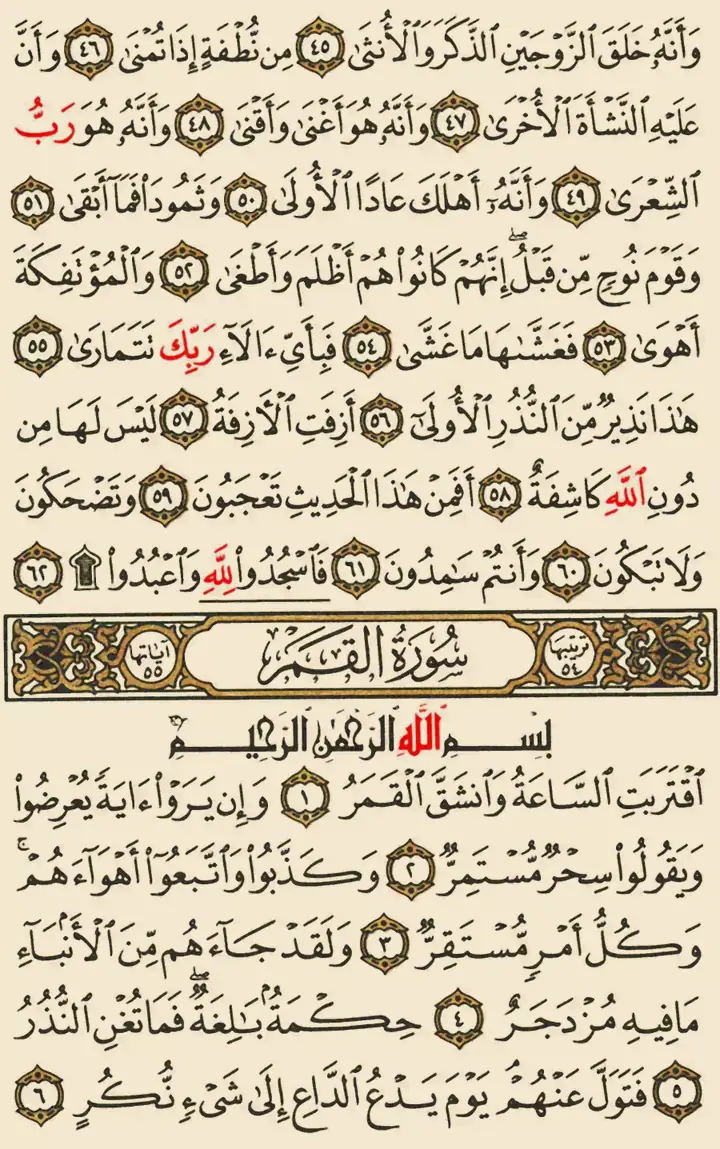 وَأَنَّهُۥ خَلَقَ ٱلزَّوۡجَيۡنِ ٱلذَّكَرَ وَٱلۡأُنثَىٰ ٤٥ مِن نُّطۡفَةٍ إِذَا تُمۡنَىٰ ٤٦ وَأَنَّ
عَلَيۡهِ ٱلنَّشۡأَةَ ٱلۡأُخۡرَىٰ ٤٧ وَأَنَّهُۥ هُوَ أَغۡنَىٰ وَأَقۡنَىٰ ٤٨ وَأَنَّهُۥ هُوَ رَبُّ
ٱلشِّعۡرَىٰ ٤٩ وَأَنَّهُۥٓ أَهۡلَكَ عَادًا ٱلۡأُولَىٰ ٥٠ وَثَمُودَاْ فَمَآ أَبۡقَىٰ ٥١
وَقَوۡمَ نُوحٖ مِّن قَبۡلُۖ إِنَّهُمۡ كَانُواْ هُمۡ أَظۡلَمَ وَأَطۡغَىٰ ٥٢ وَٱلۡمُؤۡتَفِكَةَ
أَهۡوَىٰ ٥٣ فَغَشَّىٰهَا مَا غَشَّىٰ ٥٤ فَبِأَيِّ ءَالَآءِ رَبِّكَ تَتَمَارَىٰ ٥٥
هَٰذَا نَذِيرٞ مِّنَ ٱلنُّذُرِ ٱلۡأُولَىٰٓ ٥٦ أَزِفَتِ ٱلۡأٓزِفَةُ ٥٧ لَيۡسَ لَهَا مِن
دُونِ ٱللَّهِ كَاشِفَةٌ ٥٨ أَفَمِنۡ هَٰذَا ٱلۡحَدِيثِ تَعۡجَبُونَ ٥٩ وَتَضۡحَكُونَ
وَلَا تَبۡكُونَ ٦٠ وَأَنتُمۡ سَٰمِدُونَ ٦١ فَٱسۡجُدُواْ لِلَّهِ وَٱعۡبُدُواْ ۩ ٦٢
ترتيبها ٥٤ سُورَةُ القَمَر آياتها ٥٥
بِسۡمِ ٱللَّهِ ٱلرَّحۡمَٰنِ ٱلرَّحِيمِ
ٱقۡتَرَبَتِ ٱلسَّاعَةُ وَٱنشَقَّ ٱلۡقَمَرُ ١ وَإِن يَرَوۡاْ ءَايَةٗ يُعۡرِضُواْ
وَيَقُولُواْ سِحۡرٞ مُّسۡتَمِرّٞ ٢ وَكَذَّبُواْ وَٱتَّبَعُوٓاْ أَهۡوَآءَهُمۡۚ
وَكُلُّ أَمۡرٖ مُّسۡتَقِرّٞ ٣ وَلَقَدۡ جَآءَهُم مِّنَ ٱلۡأَنۢبَآءِ
مَا فِيهِ مُزۡدَجَرٌ ٤ حِكۡمَةُۢ بَٰلِغَةٞۖ فَمَا تُغۡنِ ٱلنُّذُرُ
٥ فَتَوَلَّ عَنۡهُمۡۘ يَوۡمَ يَدۡعُ ٱلدَّاعِ إِلَىٰ شَيۡءٖ نُّكُرٍ ٦